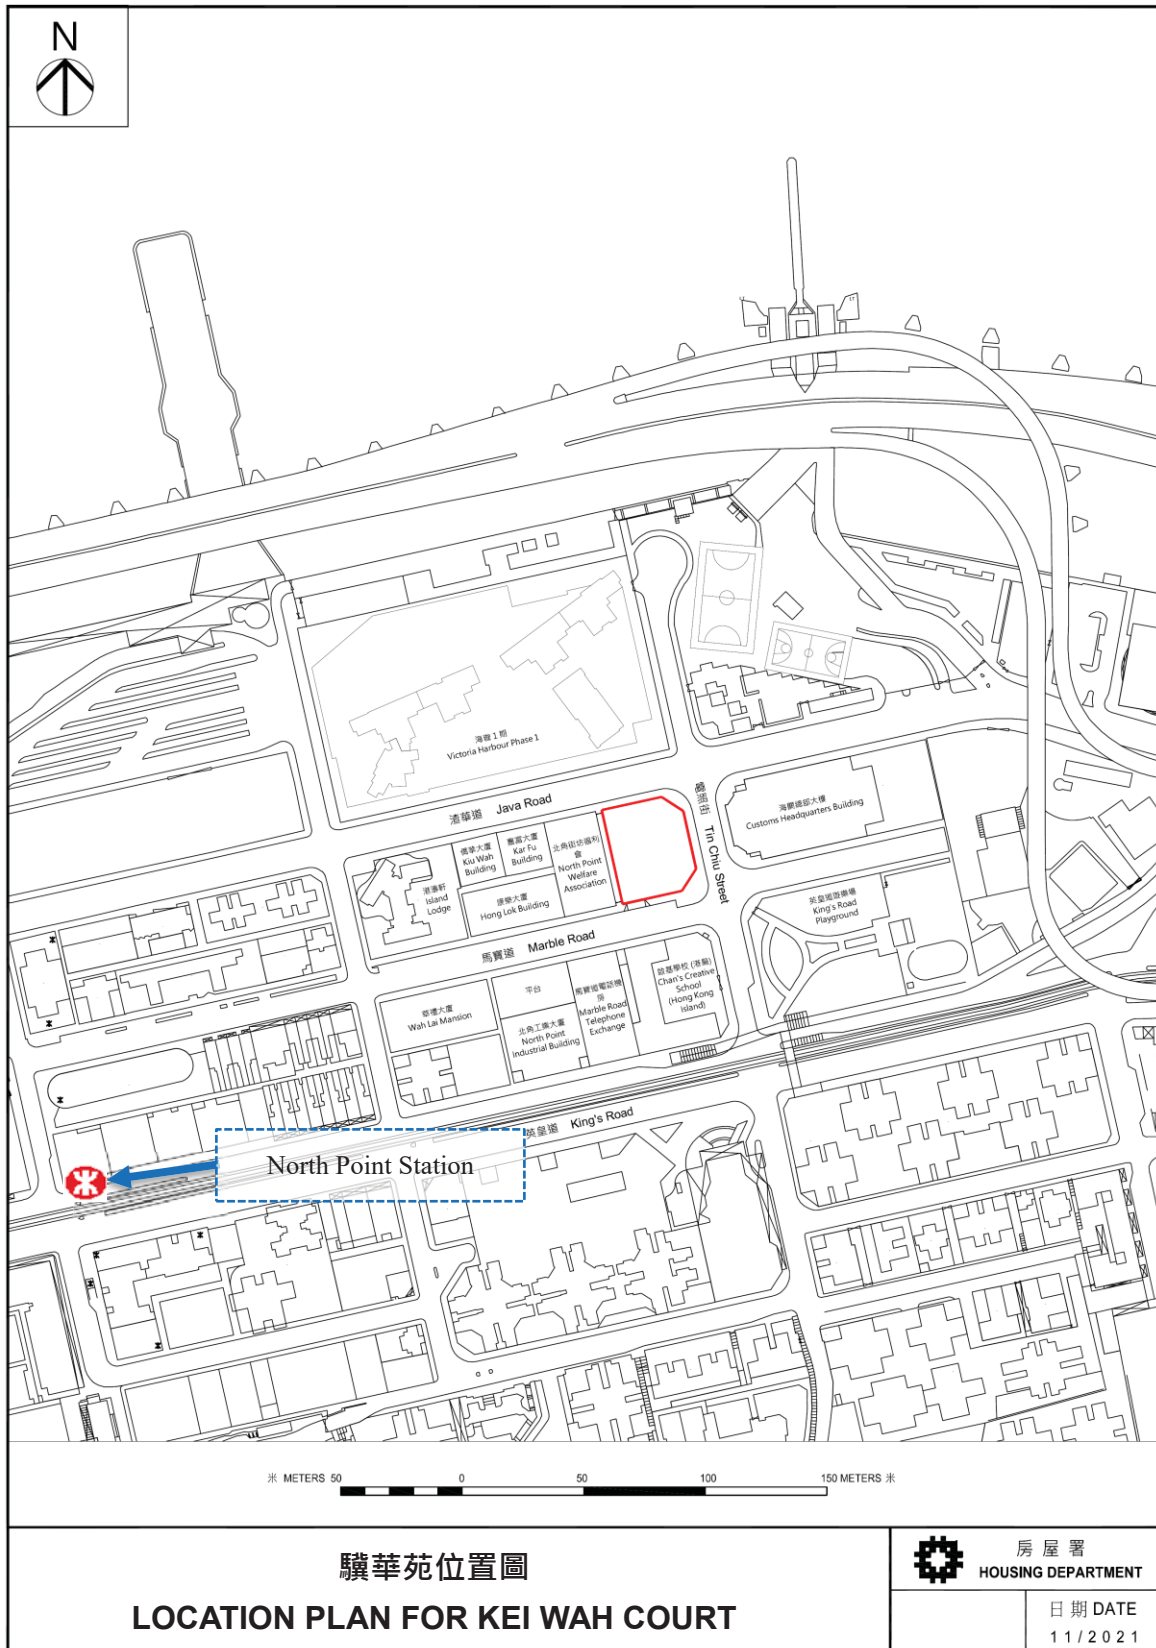 N
海璇 1 期
Victoria Harbour Phase 1
渣華道 Java Road
電照街 Tin Chiu Street
海關總部大樓
Customs Headquarters Building
僑華大廈
Kiu Wah
Building
嘉富大廈
Kar Fu
Building
北角街坊福利
會
North Point
Welfare
Association
港濤軒
Island
Lodge
康樂大廈
Hong Lok Building
英皇道遊樂場
King's Road
Playground
馬寶道 Marble Road
華禮大廈
Wah Lai Mansion
平台
北角工業大廈
North Point
Industrial Building
馬寶道電話機
房
Marble Road
Telephone
Exchange
啟基學校 (港島)
Chan's Creative
School
(Hong Kong
Island)
英皇道 King's Road
North Point Station
米 METERS 50 0 50 100 150 METERS 米
驥華苑位置圖
LOCATION PLAN FOR KEI WAH COURT
房屋署
HOUSING DEPARTMENT
日期 DATE
11/2021